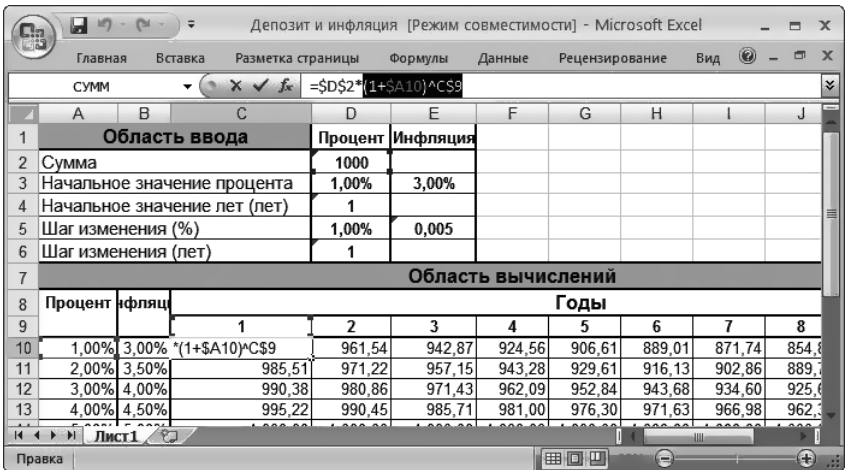 Депозит и инфляция [Режим совместимости] - Microsoft Excel
Главная Вставка Разметка страницы Формулы Данные Рецензирование Вид
СУММ =$D$2*(1+$A10)^C$9
A B C D E F G H I J
1 Область ввода Процент Инфляция
2 Сумма 1000
3 Начальное значение процента 1,00% 3,00%
4 Начальное значение лет (лет) 1
5 Шаг изменения (%) 1,00% 0,005
6 Шаг изменения (лет) 1
7 Область вычислений
8 Процент Годы
9 1 2 3 4 5 6 7 8
10 1,00% 3,00% *(1+$A10)^C$9 961,54 942,87 924,56 906,61 889,01 871,74
11 2,00% 3,50% 985,51 971,22 957,15 943,28 929,61 916,13 902,86
12 3,00% 4,00% 990,38 980,86 971,43 962,09 952,84 943,68 934,60
13 4,00% 4,50% 995,22 990,45 985,71 981,00 976,30 971,63 966,98
Лист1
Правка